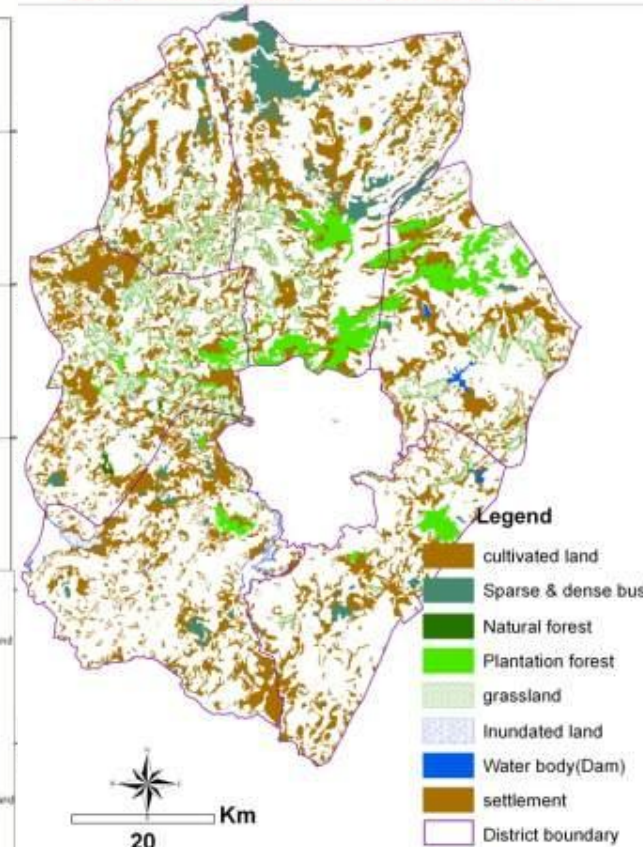 Legend
cultivated land
Sparse & dense bus
Natural forest
Plantation forest
grassland
Inundated land
Water body(Dam)
settlement
District boundary
Km
20